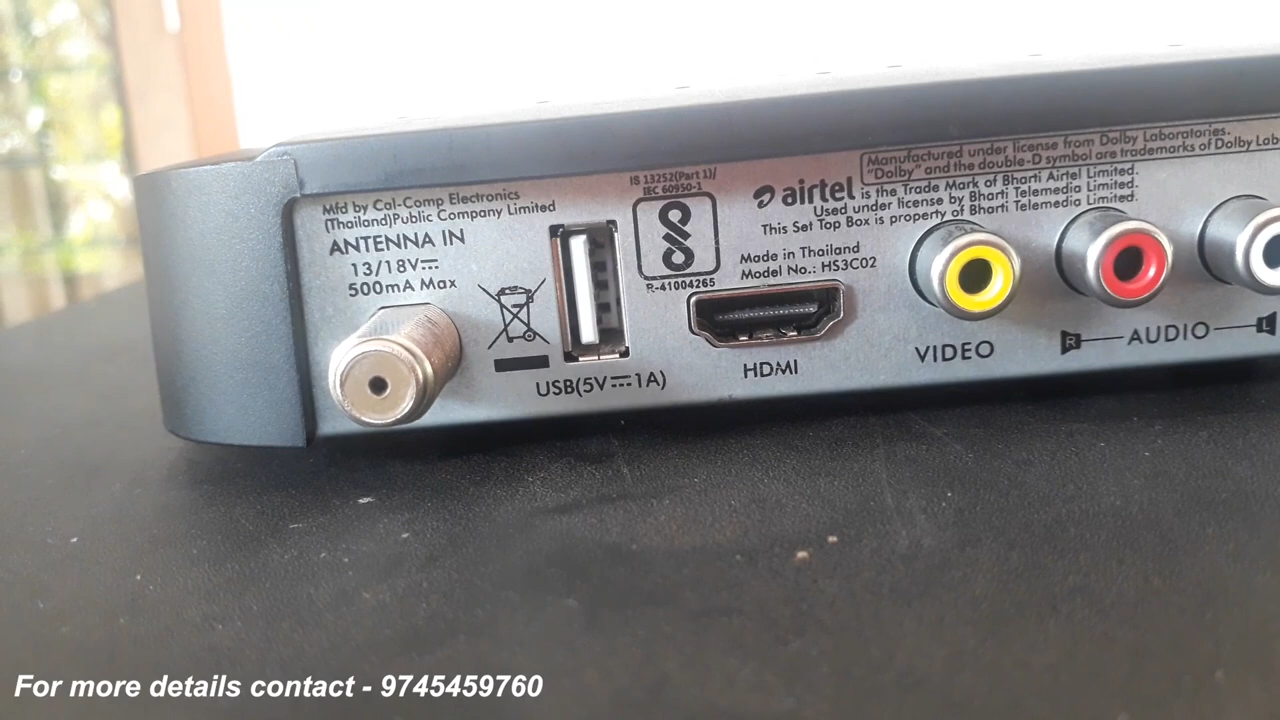 Mfd by Cal-Comp Electronics
(Thailand)Public Company Limited
ANTENNA IN
13/18V
500mA Max
USB(5V 1A)
IS 13252(Part 1)/
IEC 60950-1
R-41004265
HDMI
Manufactured under license from Dolby Laboratories.
"Dolby" and the double-D symbol are trademarks of Dolby Lab
airtel is the Trade Mark of Bharti Airtel Limited.
Used under license by Bharti Telemedia Limited.
This Set Top Box is property of Bharti Telemedia Limited.
Made in Thailand
Model No.: HS3C02
VIDEO
R AUDIO L
For more details contact - 9745459760